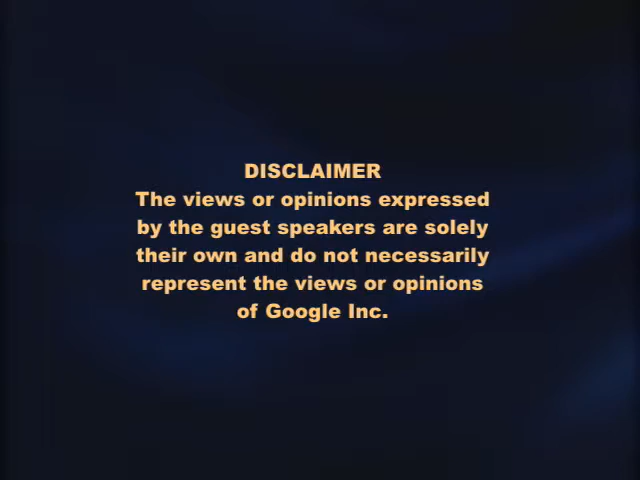 DISCLAIMER
The views or opinions expressed
by the guest speakers are solely
their own and do not necessarily
represent the views or opinions
of Google Inc.